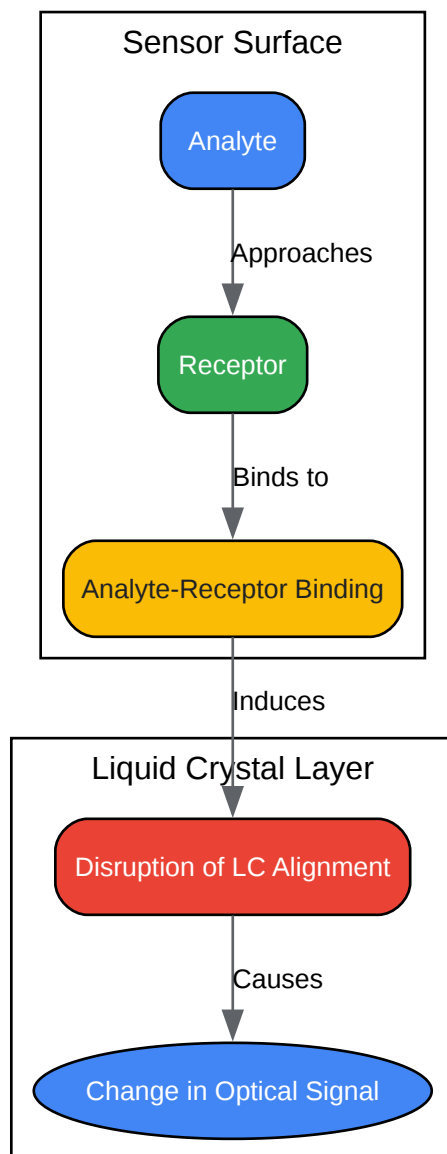 Sensor Surface
Analyte
Approaches
Receptor
Binds to
Analyte-Receptor Binding
Induces
Liquid Crystal Layer
Disruption of LC Alignment
Causes
Change in Optical Signal